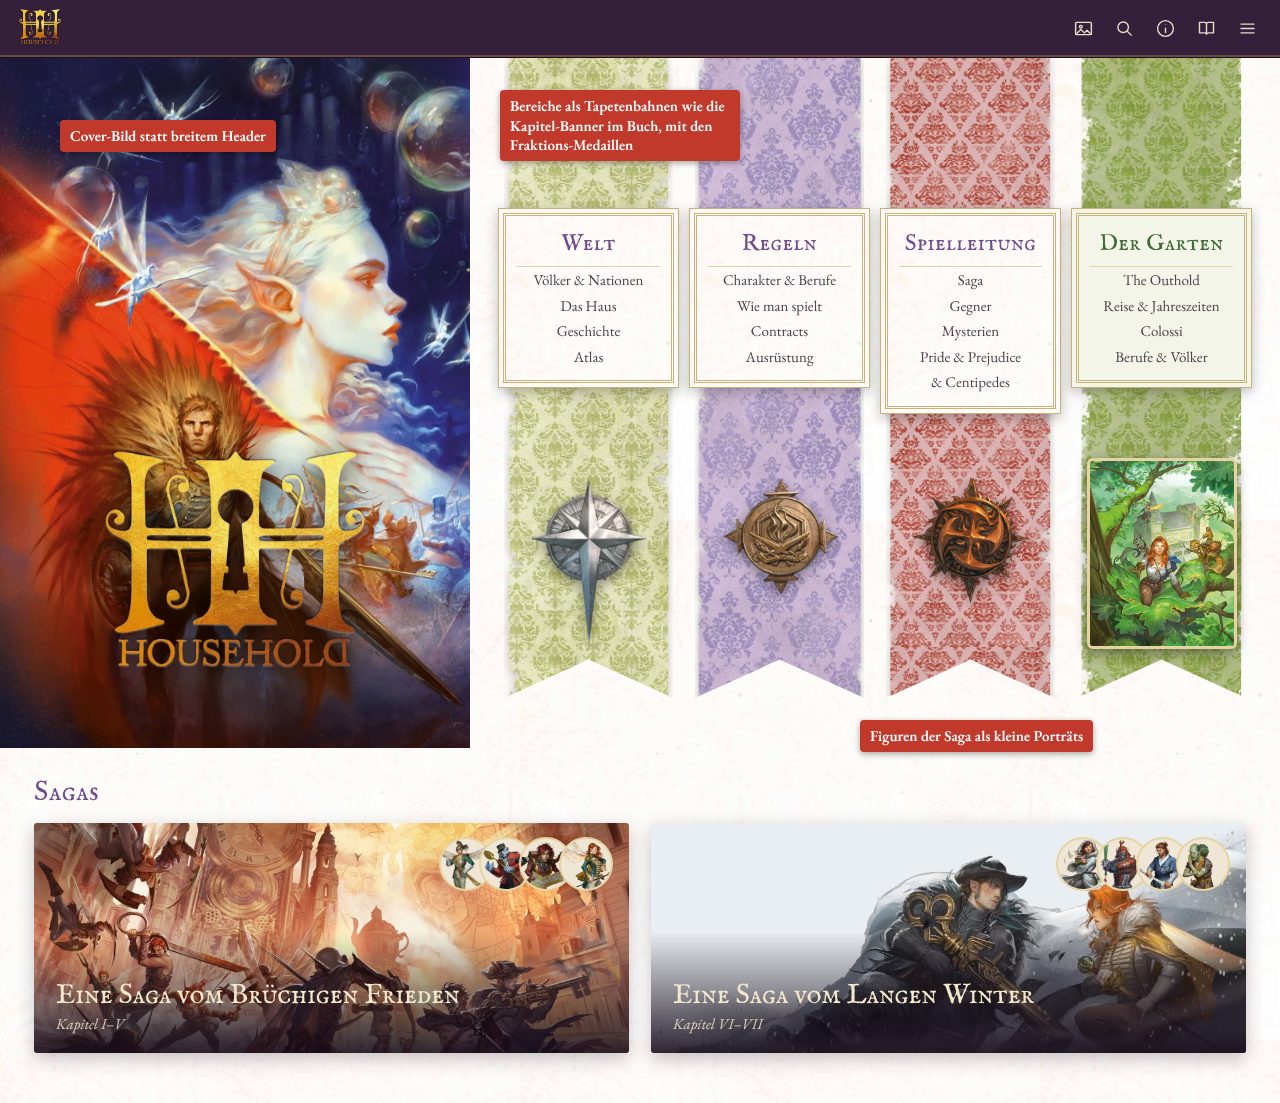 HOUSEHOLD
Cover-Bild statt breitem Header
Bereiche als Tapetenbahnen wie die
Kapitel-Banner im Buch, mit den
Fraktions-Medaillen
Welt
Völker & Nationen
Das Haus
Geschichte
Atlas
Regeln
Charakter & Berufe
Wie man spielt
Contracts
Ausrüstung
Spielleitung
Saga
Gegner
Mysterien
Pride & Prejudice
& Centipedes
Der Garten
The Outhold
Reise & Jahreszeiten
Colossi
Berufe & Völker
HOUSEHOLD
Figuren der Saga als kleine Porträts
Sagas
Eine Saga vom Brüchigen Frieden
Kapitel I–V
Eine Saga vom Langen Winter
Kapitel VI–VII